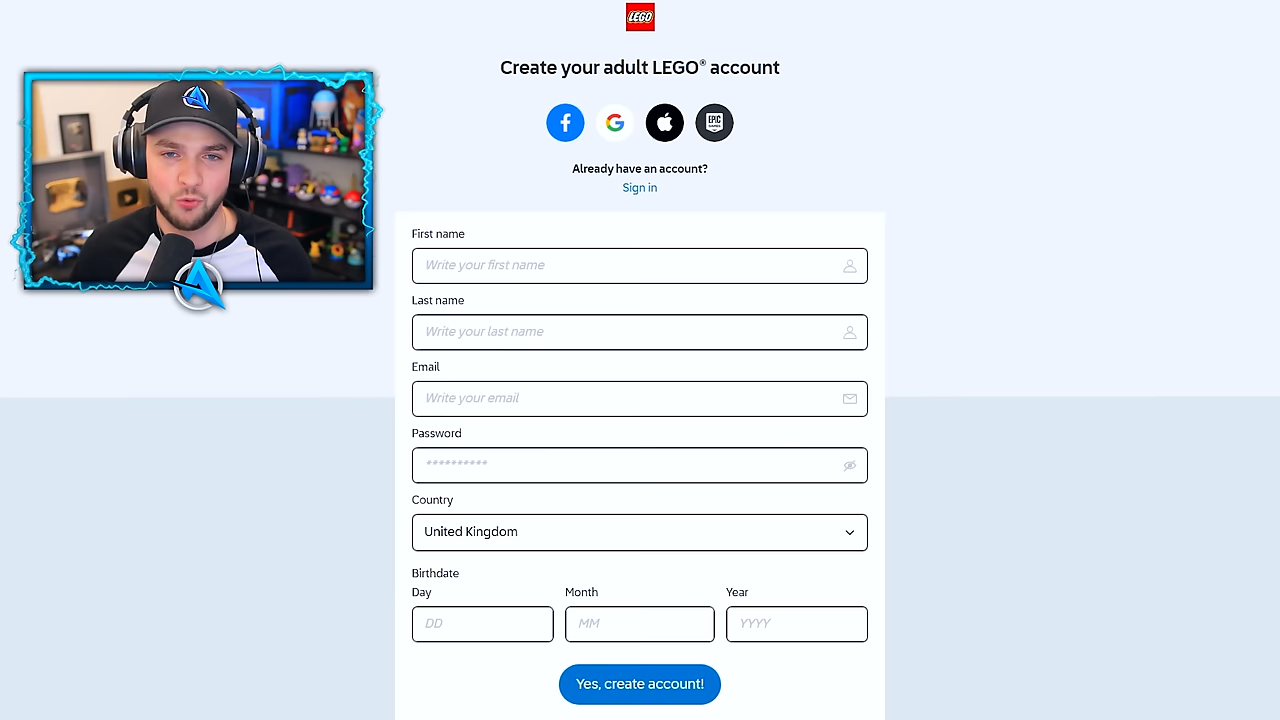 LEGO
Create your adult LEGO® account
EPIC
GAMES
Already have an account?
Sign in
First name
Write your first name
Last name
Write your last name
Email
Write your email
Password
**********
Country
United Kingdom
Birthdate
Day Month Year
DD MM YYYY
Yes, create account!